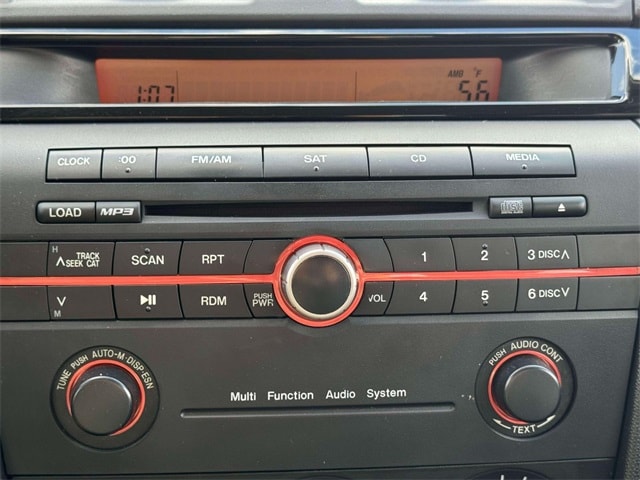 1:07 AMB °F 56
CLOCK :00 FM/AM SAT CD MEDIA
LOAD MP3 DIGITAL AUDIO
H
TRACK SCAN RPT 1 2 3 DISC
SEEK CAT
M RDM PUSH PWR VOL 4 5 6 DISC
TUNE PUSH AUTO-M·DISP·ESN
PUSH AUDIO CONT
Multi Function Audio System
TEXT